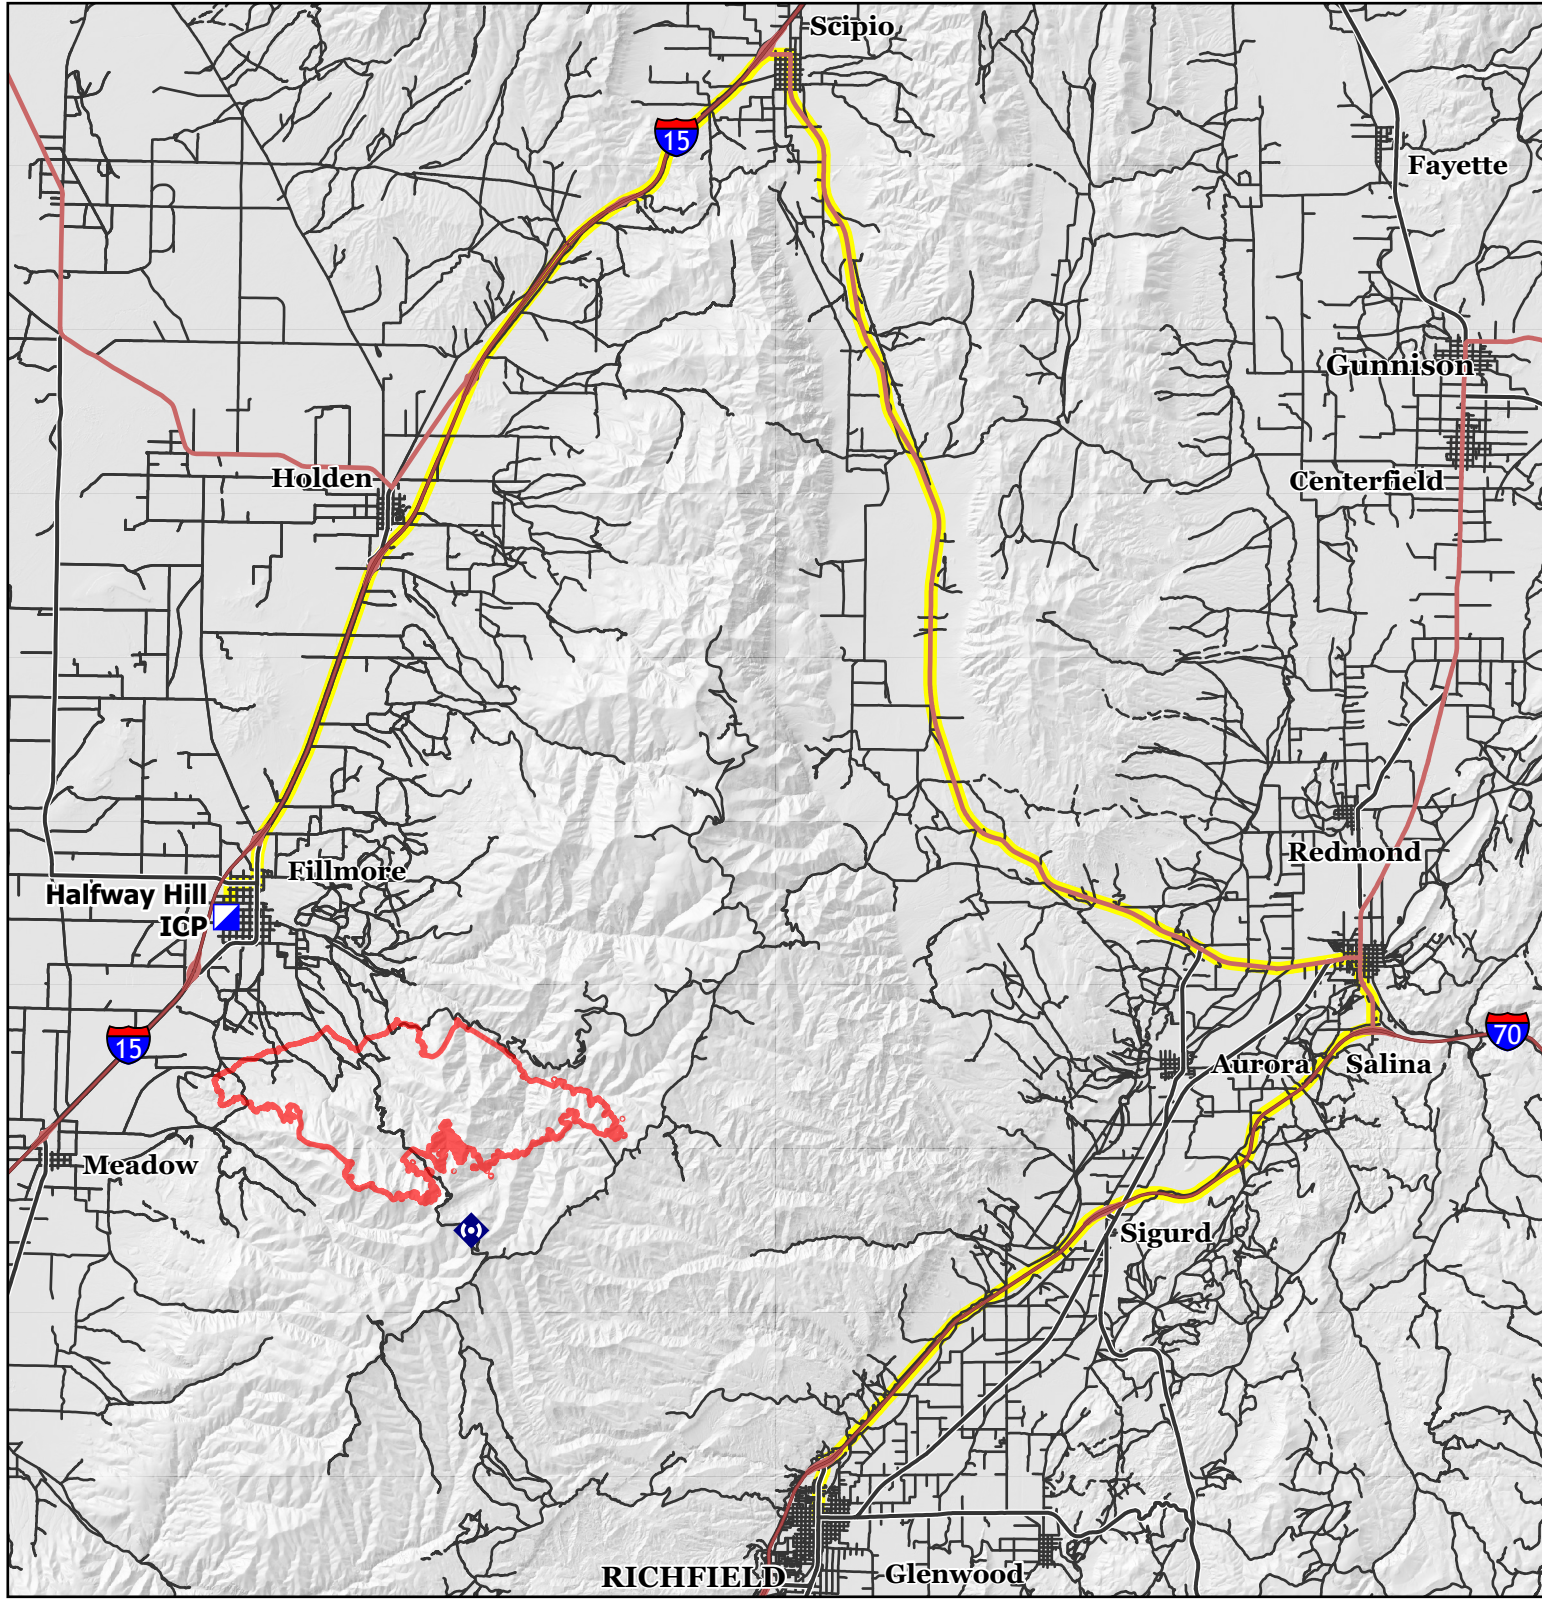 Scipio
15
Fayette
Gunnison
Holden
Centerfield
Redmond
Fillmore
Halfway Hill
ICP
15
70
Aurora
Salina
Meadow
Sigurd
RICHFIELD
Glenwood